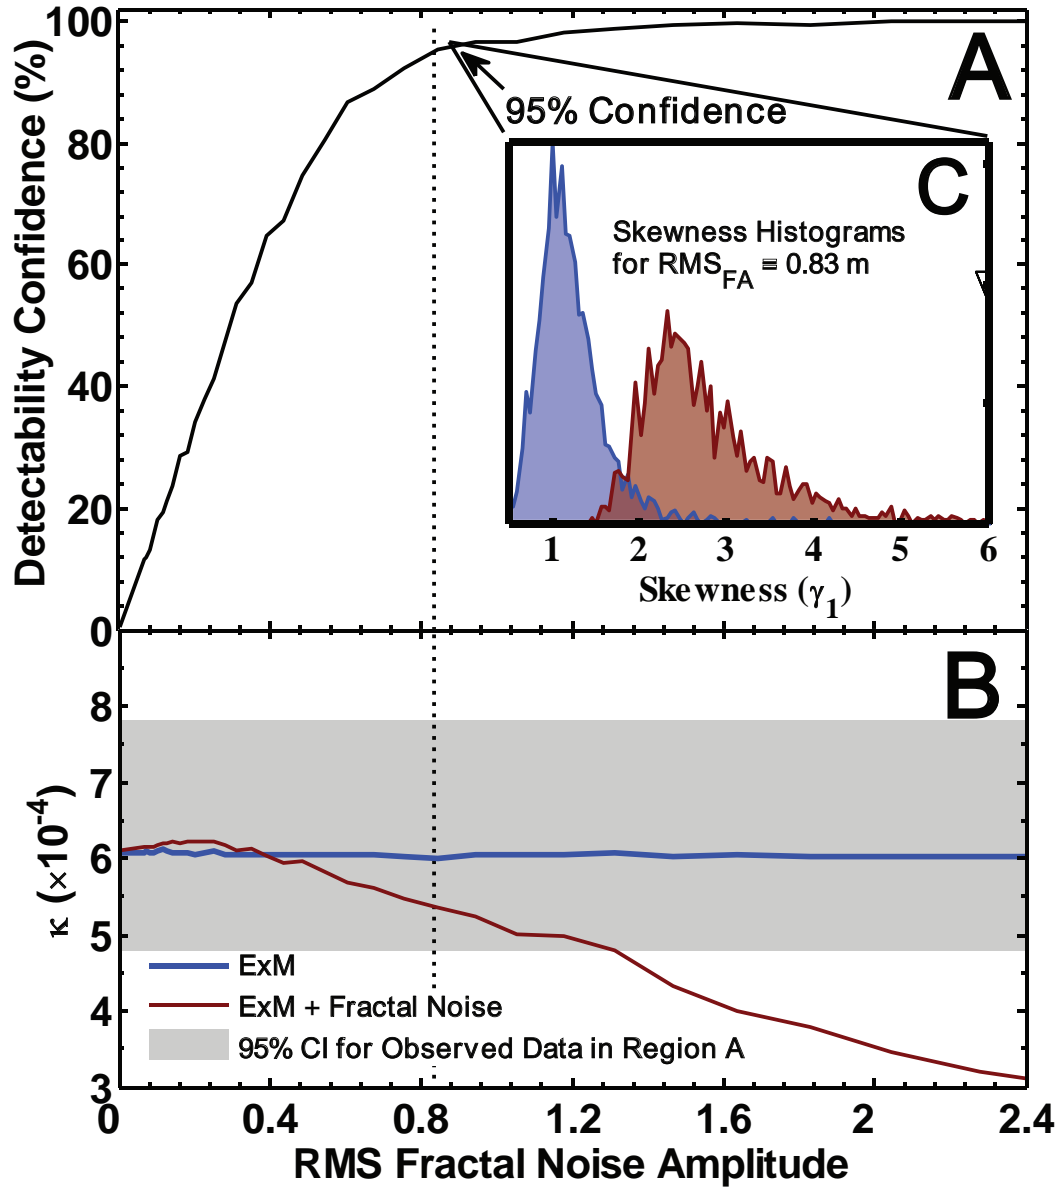 100
80
60
40
20
0
Detectability Confidence (%)
A
95% Confidence
C
Skewness Histograms
for RMS_FA = 0.83 m
1 2 3 4 5 6
Skewness (γ_1)
B
8
7
6
5
4
3
κ (×10^-4)
ExM
ExM + Fractal Noise
95% CI for Observed Data in Region A
0 0.4 0.8 1.2 1.6 2 2.4
RMS Fractal Noise Amplitude